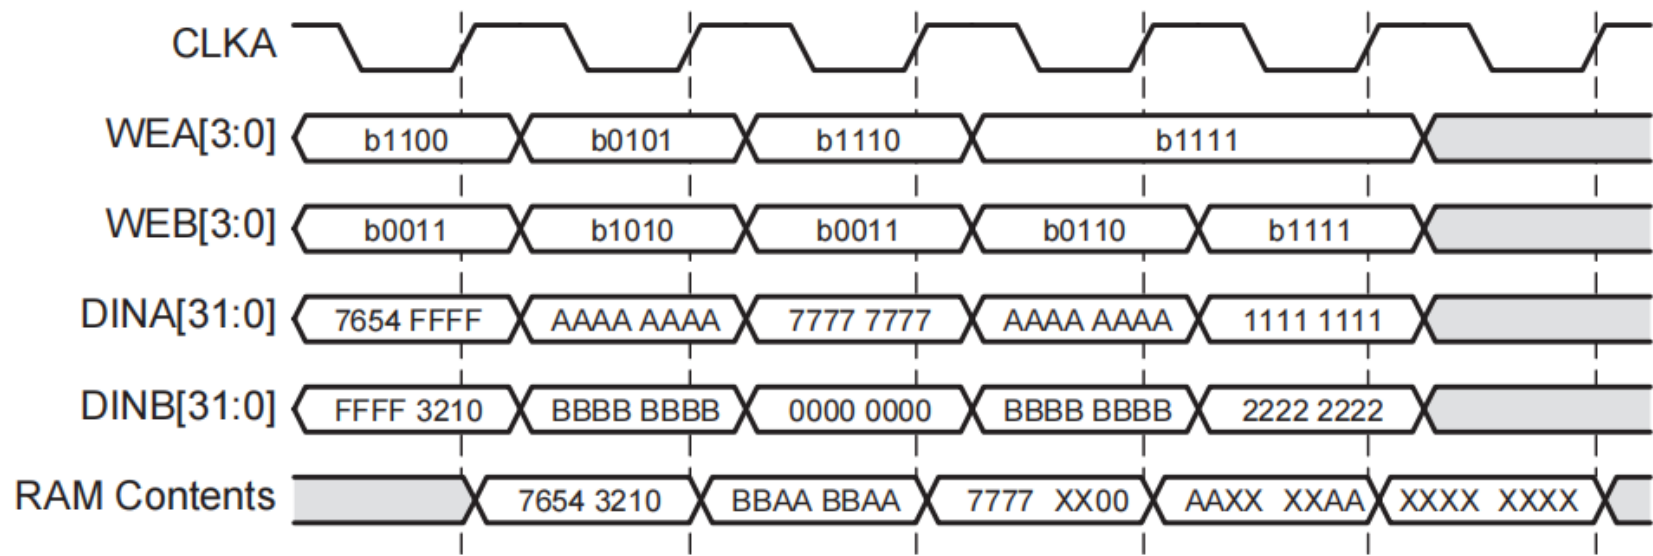 CLKA
WEA[3:0] b1100 b0101 b1110 b1111
WEB[3:0] b0011 b1010 b0011 b0110 b1111
DINA[31:0] 7654 FFFF AAAA AAAA 7777 7777 AAAA AAAA 1111 1111
DINB[31:0] FFFF 3210 BBBB BBBB 0000 0000 BBBB BBBB 2222 2222
RAM Contents 7654 3210 BBAA BBAA 7777 XX00 AAXX XXAA XXXX XXXX